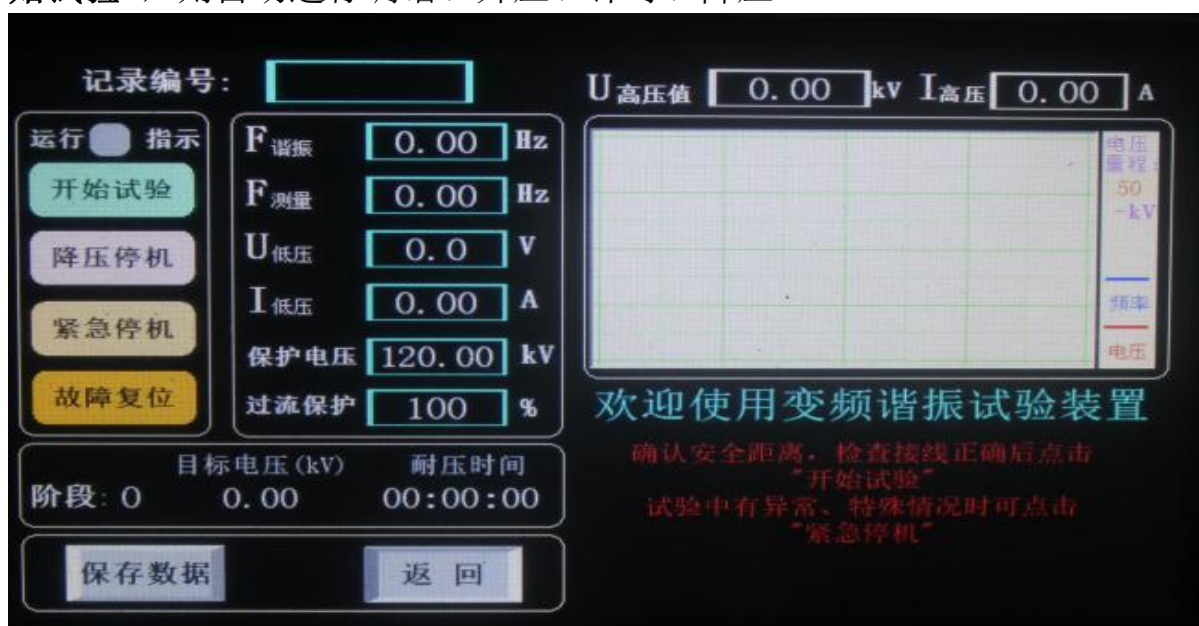 记录编号:
U高压值 0.00 kV I高压 0.00 A
运行 指示
开始试验
降压停机
紧急停机
故障复位
F谐振 0.00 Hz
F测量 0.00 Hz
U低压 0.0 V
I低压 0.00 A
保护电压 120.00 kV
过流保护 100 %
电压
量程:
50
-kV
频率
电压
欢迎使用变频谐振试验装置
确认安全距离,检查接线正确后点击
"开始试验"
试验中有异常、特殊情况时可点击
"紧急停机"
目标电压(kV) 耐压时间
阶段: 0 0.00 00:00:00
保存数据
返 回